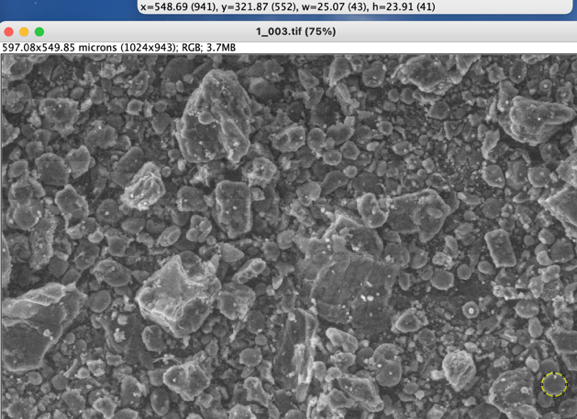 x=548.69 (941), y=321.87 (552), w=25.07 (43), h=23.91 (41)
1_003.tif (75%)
597.08x549.85 microns (1024x943); RGB; 3.7MB